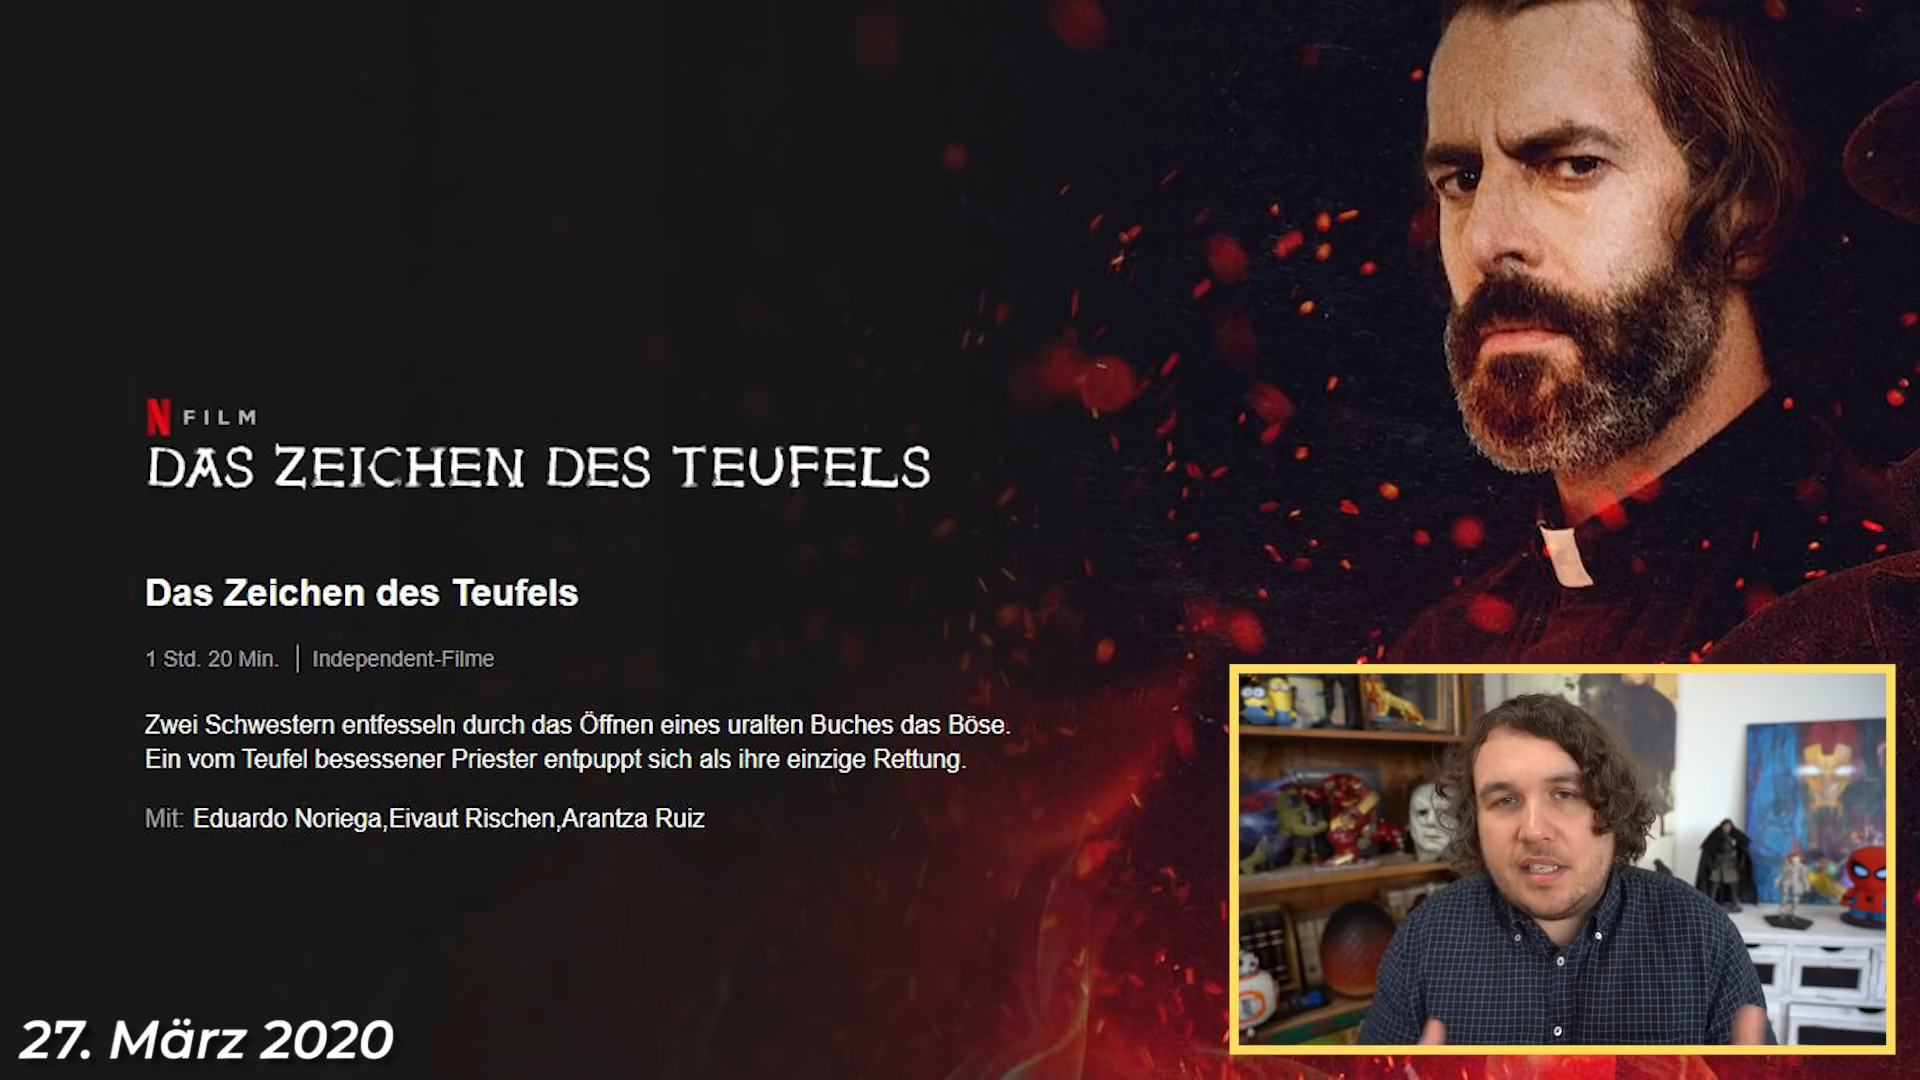 N FILM
DAS ZEICHEN DES TEUFELS
Das Zeichen des Teufels
1 Std. 20 Min. | Independent-Filme
Zwei Schwestern entfesseln durch das Öffnen eines uralten Buches das Böse.
Ein vom Teufel besessener Priester entpuppt sich als ihre einzige Rettung.
Mit: Eduardo Noriega,Eivaut Rischen,Arantza Ruiz
27. März 2020